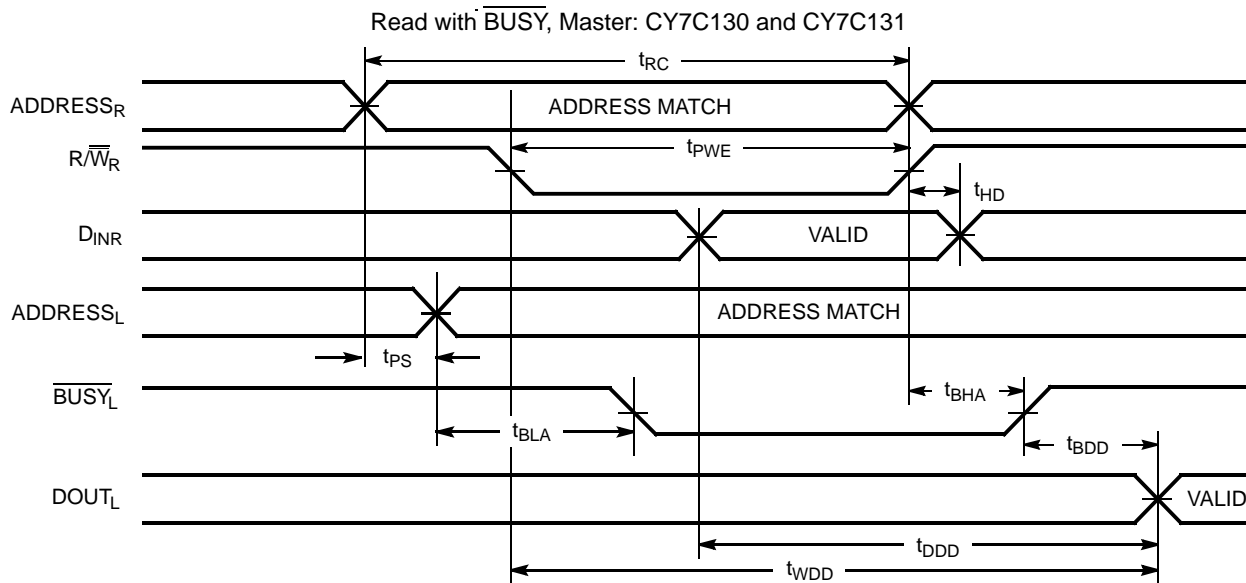 Read with BUSY, Master: CY7C130 and CY7C131
tRC
ADDRESSR
ADDRESS MATCH
R/WR
tPWE
tHD
DINR
VALID
ADDRESSL
ADDRESS MATCH
tPS
BUSYL
tBHA
tBLA
tBDD
DOUTL
VALID
tDDD
tWDD